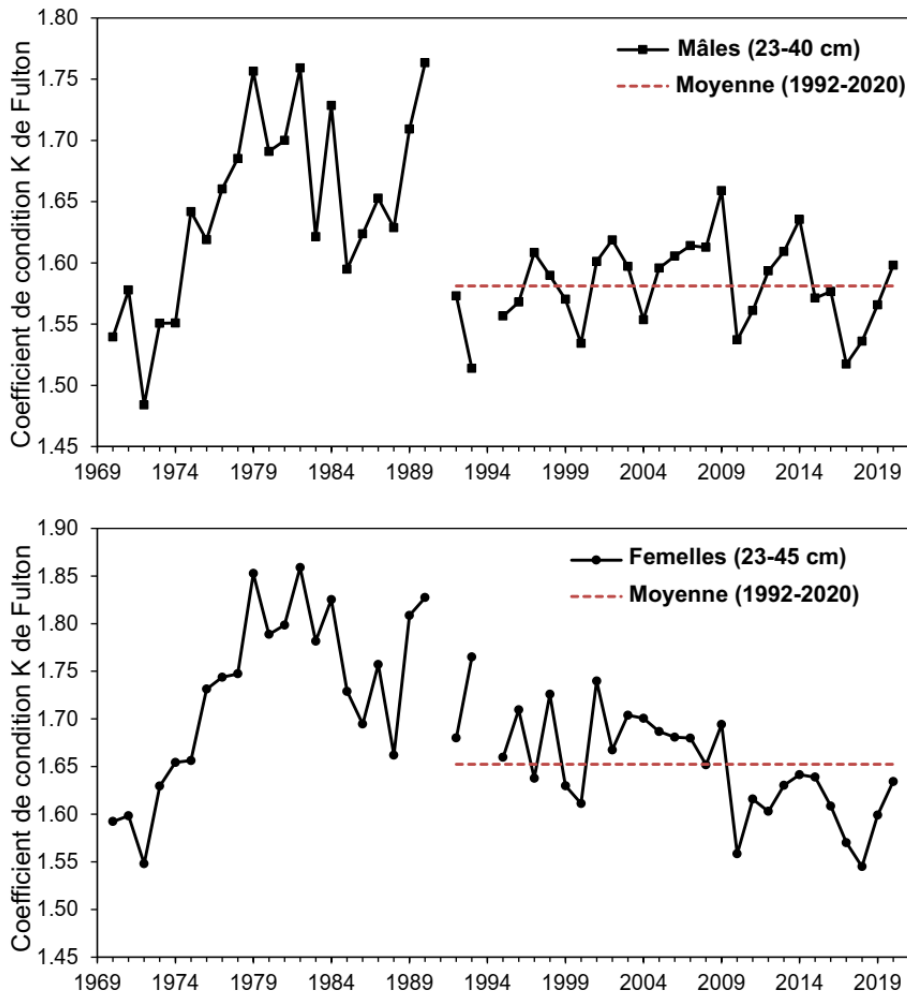 Coefficient de condition K de Fulton
1.80
1.75
1.70
1.65
1.60
1.55
1.50
1.45
Mâles (23-40 cm)
Moyenne (1992-2020)
1969 1974 1979 1984 1989 1994 1999 2004 2009 2014 2019
Coefficient de condition K de Fulton
1.90
1.85
1.80
1.75
1.70
1.65
1.60
1.55
1.50
1.45
Femelles (23-45 cm)
Moyenne (1992-2020)
1969 1974 1979 1984 1989 1994 1999 2004 2009 2014 2019